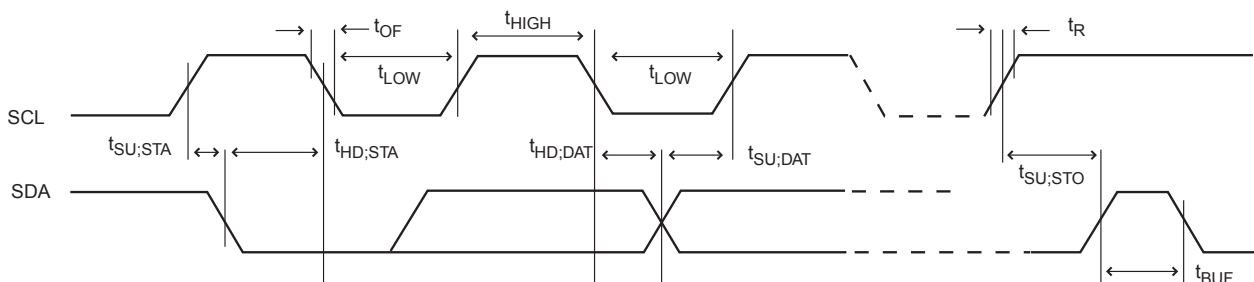 tOF
tHIGH
tR
tLOW
tLOW
SCL
tSU;STA
tHD;STA
tHD;DAT
tSU;DAT
tSU;STO
SDA
tBUF